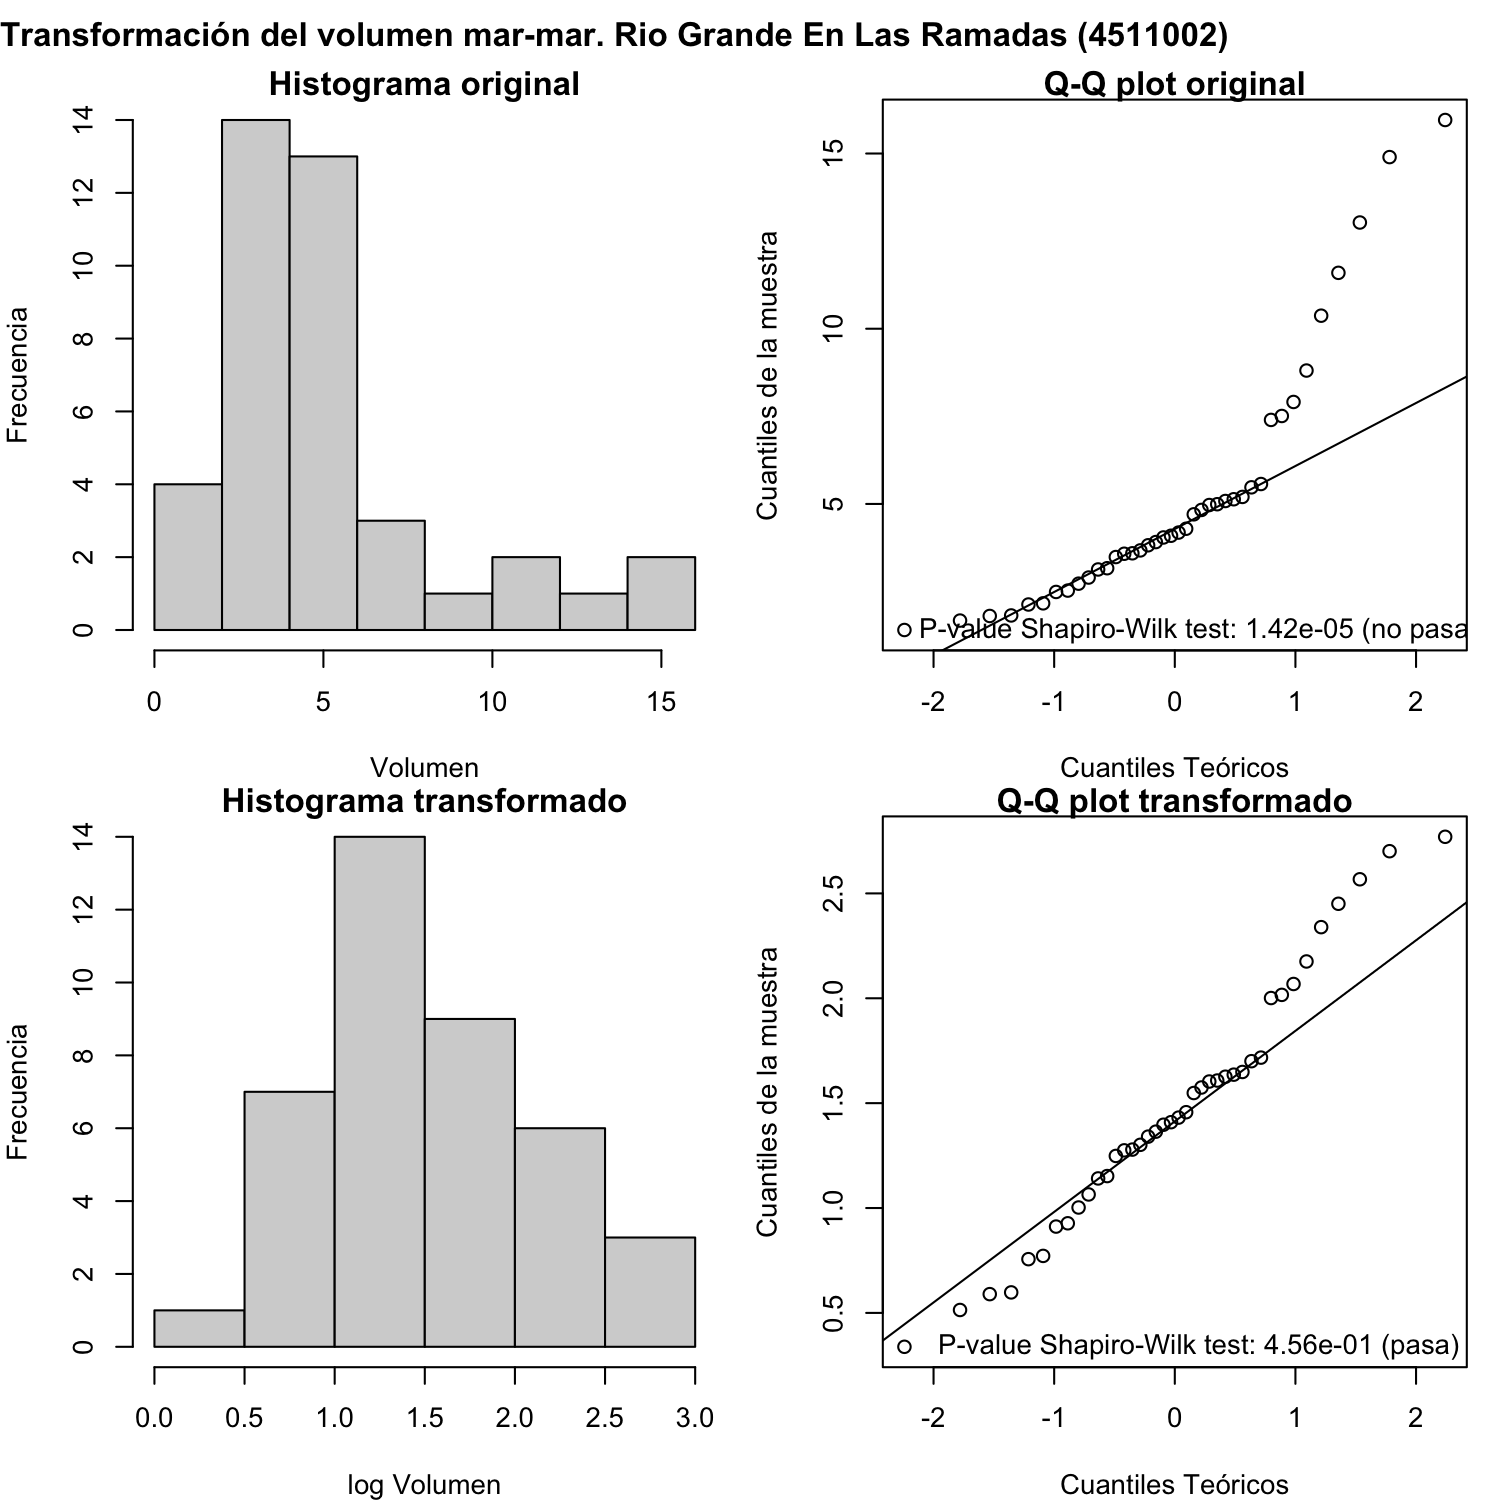 Transformación del volumen mar-mar. Rio Grande En Las Ramadas (4511002)
Histograma original
Frecuencia
0 2 4 6 8 10 12 14
0 5 10 15
Volumen
Q-Q plot original
Cuantiles de la muestra
5 10 15
P-value Shapiro-Wilk test: 1.42e-05 (no pasa
-2 -1 0 1 2
Cuantiles Teóricos
Histograma transformado
Frecuencia
0 2 4 6 8 10 12 14
0.0 0.5 1.0 1.5 2.0 2.5 3.0
log Volumen
Q-Q plot transformado
Cuantiles de la muestra
0.5 1.0 1.5 2.0 2.5
P-value Shapiro-Wilk test: 4.56e-01 (pasa)
-2 -1 0 1 2
Cuantiles Teóricos